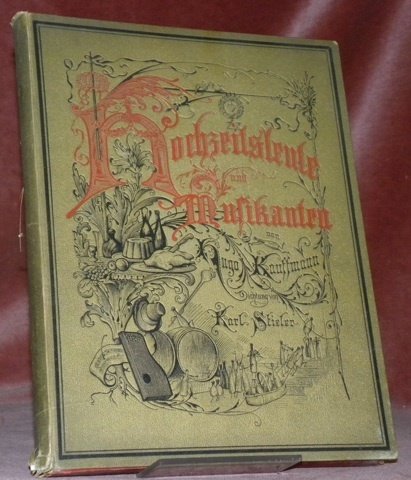 Hochzeitsleute
und
Musikanten
von
Hugo Kauffmann
Dichtung von
Karl Stieler